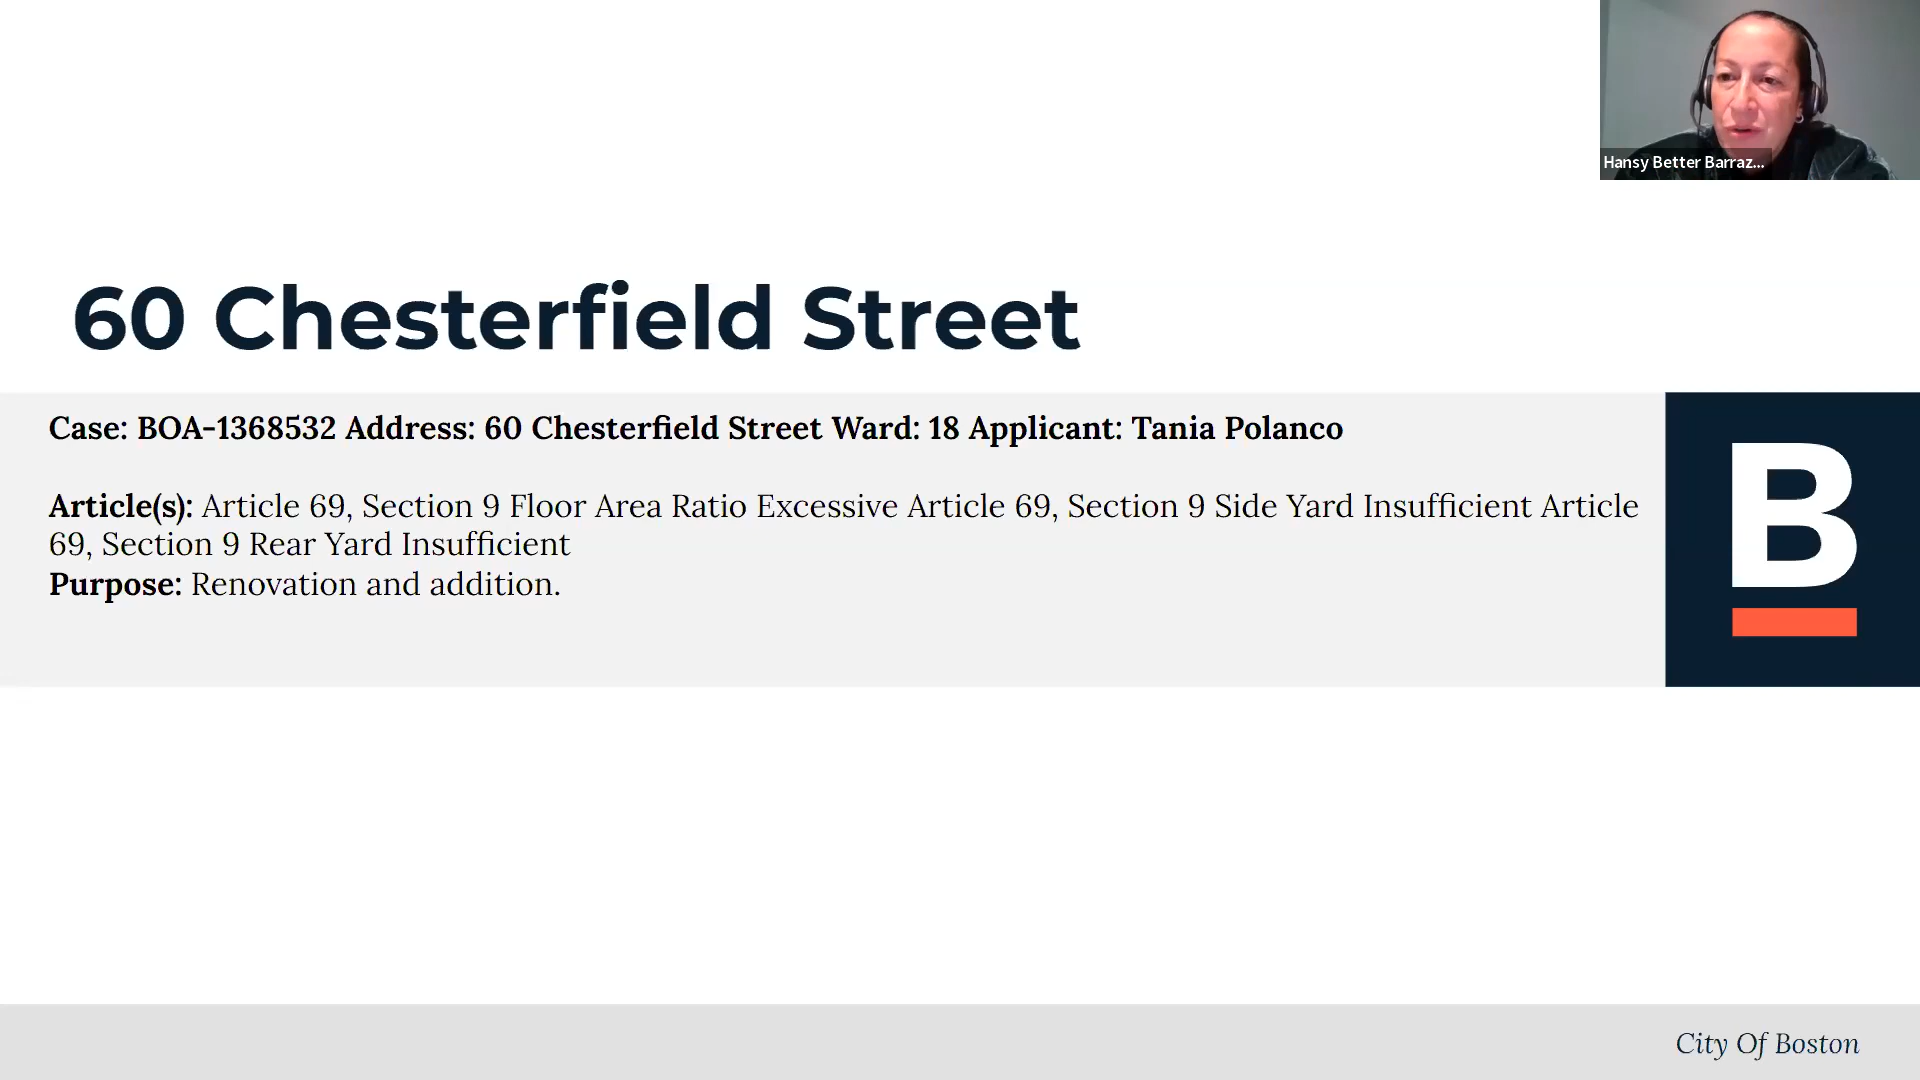 Hansy Better Barraz...
60 Chesterfield Street
Case: BOA-1368532 Address: 60 Chesterfield Street Ward: 18 Applicant: Tania Polanco
Article(s): Article 69, Section 9 Floor Area Ratio Excessive Article 69, Section 9 Side Yard Insufficient Article
69, Section 9 Rear Yard Insufficient
Purpose: Renovation and addition.
B
City Of Boston